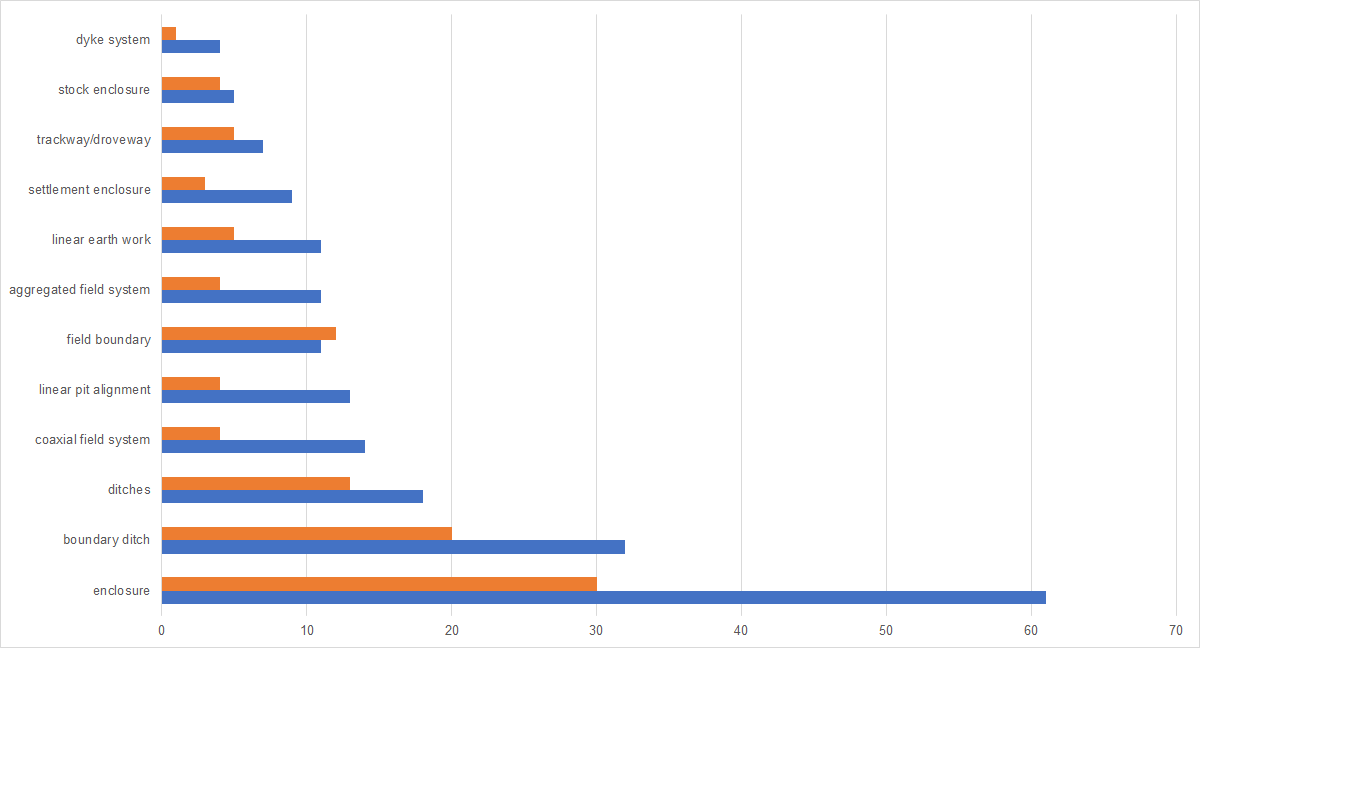 dyke system
stock enclosure
trackway/droveway
settlement enclosure
linear earth work
aggregated field system
field boundary
linear pit alignment
coaxial field system
ditches
boundary ditch
enclosure
0 10 20 30 40 50 60 70